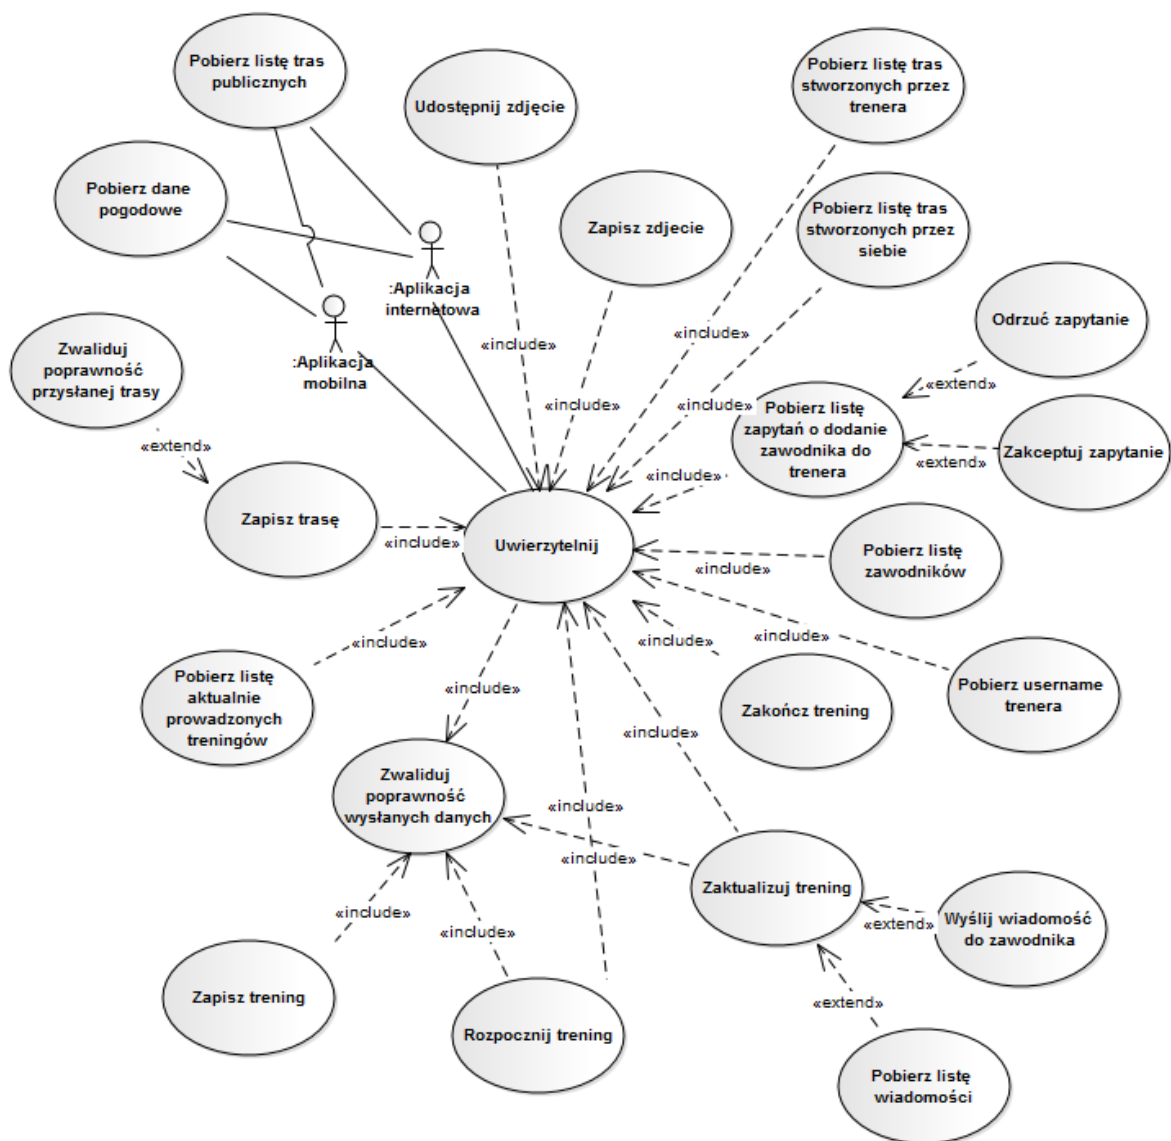 Pobierz listę tras
publicznych
Udostępnij zdjęcie
Pobierz listę tras
stworzonych przez
trenera
Pobierz dane
pogodowe
Zapisz zdjecie
Pobierz listę tras
stworzonych przez
siebie
:Aplikacja
internetowa
:Aplikacja
mobilna
Odrzuć zapytanie
Zwaliduj
poprawność
przysłanej trasy
«include»
«include»
«extend»
«include»
«include»
Pobierz listę
zapytań o dodanie
zawodnika do
trenera
«extend»
Zakceptuj zapytanie
«extend»
«include»
Zapisz trasę
«include»
Uwierzytelnij
Pobierz listę
zawodników
«include»
«include»
«include»
«include»
Pobierz listę
aktualnie
prowadzonych
treningów
«include»
Zakończ trening
Pobierz username
trenera
«include»
Zwaliduj
poprawność
wysłanych danych
«include»
«include»
Zaktualizuj trening
«include»
«include»
«extend»
Wyślij wiadomość
do zawodnika
Zapisz trening
Rozpocznij trening
«extend»
Pobierz listę
wiadomości